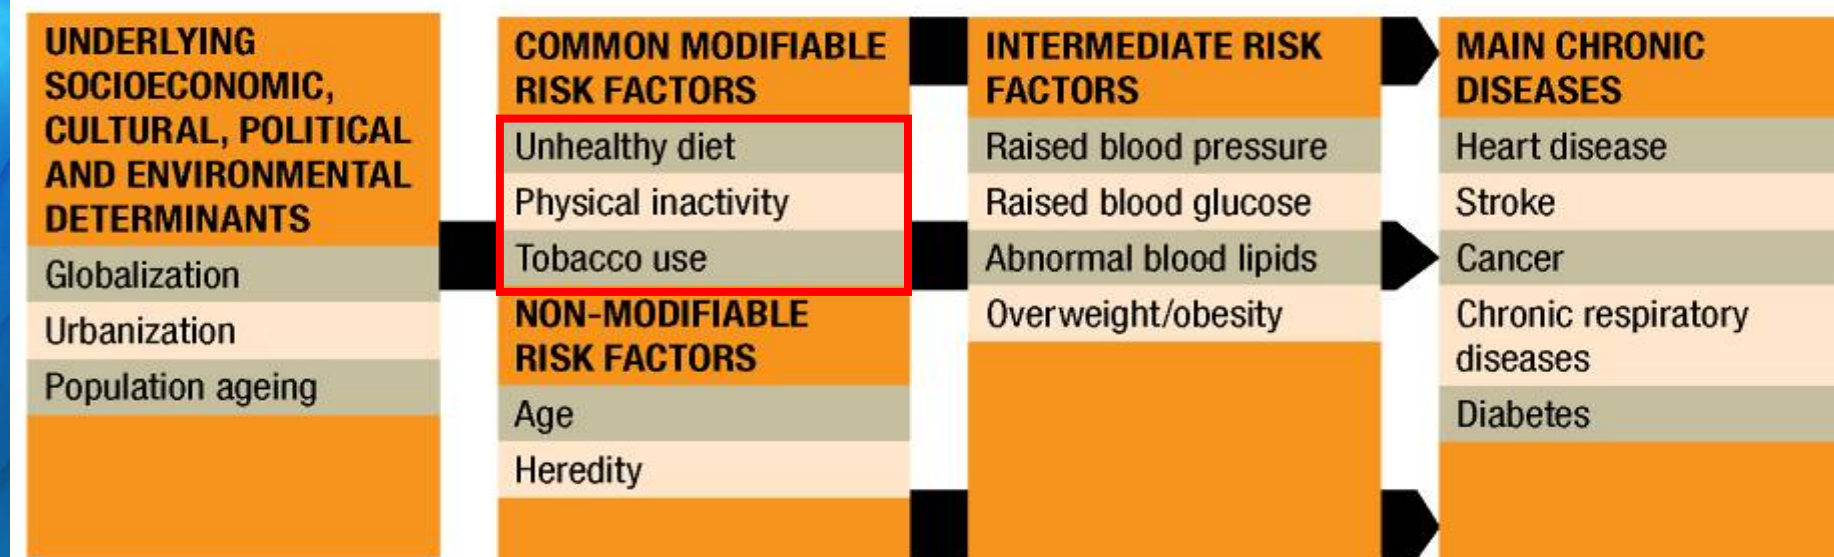 UNDERLYING
SOCIOECONOMIC,
CULTURAL, POLITICAL
AND ENVIRONMENTAL
DETERMINANTS
Globalization
Urbanization
Population ageing
COMMON MODIFIABLE
RISK FACTORS
Unhealthy diet
Physical inactivity
Tobacco use
NON-MODIFIABLE
RISK FACTORS
Age
Heredity
INTERMEDIATE RISK
FACTORS
Raised blood pressure
Raised blood glucose
Abnormal blood lipids
Overweight/obesity
MAIN CHRONIC
DISEASES
Heart disease
Stroke
Cancer
Chronic respiratory
diseases
Diabetes